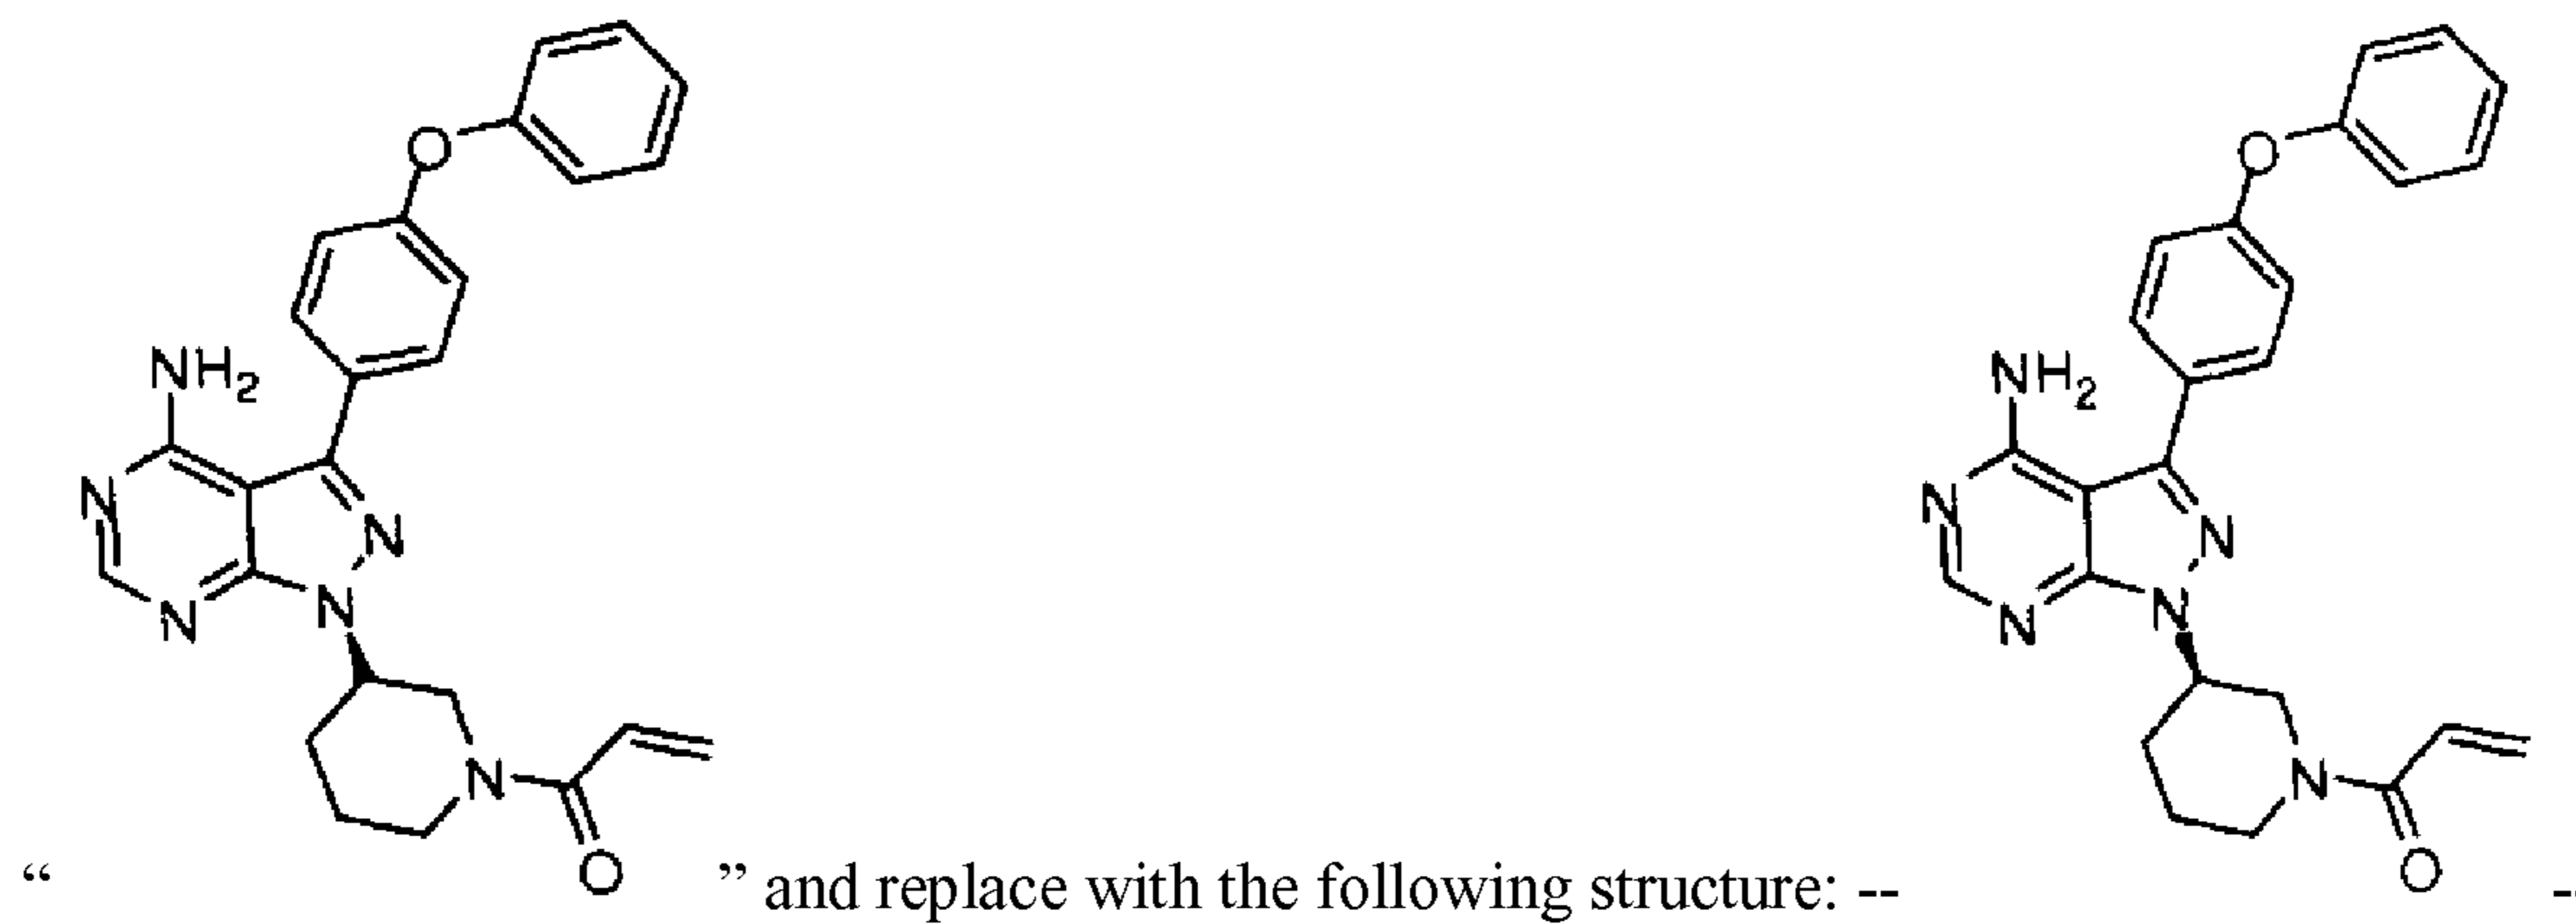 O O
NH2 NH2
N N N N N N N N
N N
“ O ” and replace with the following structure: -- O --